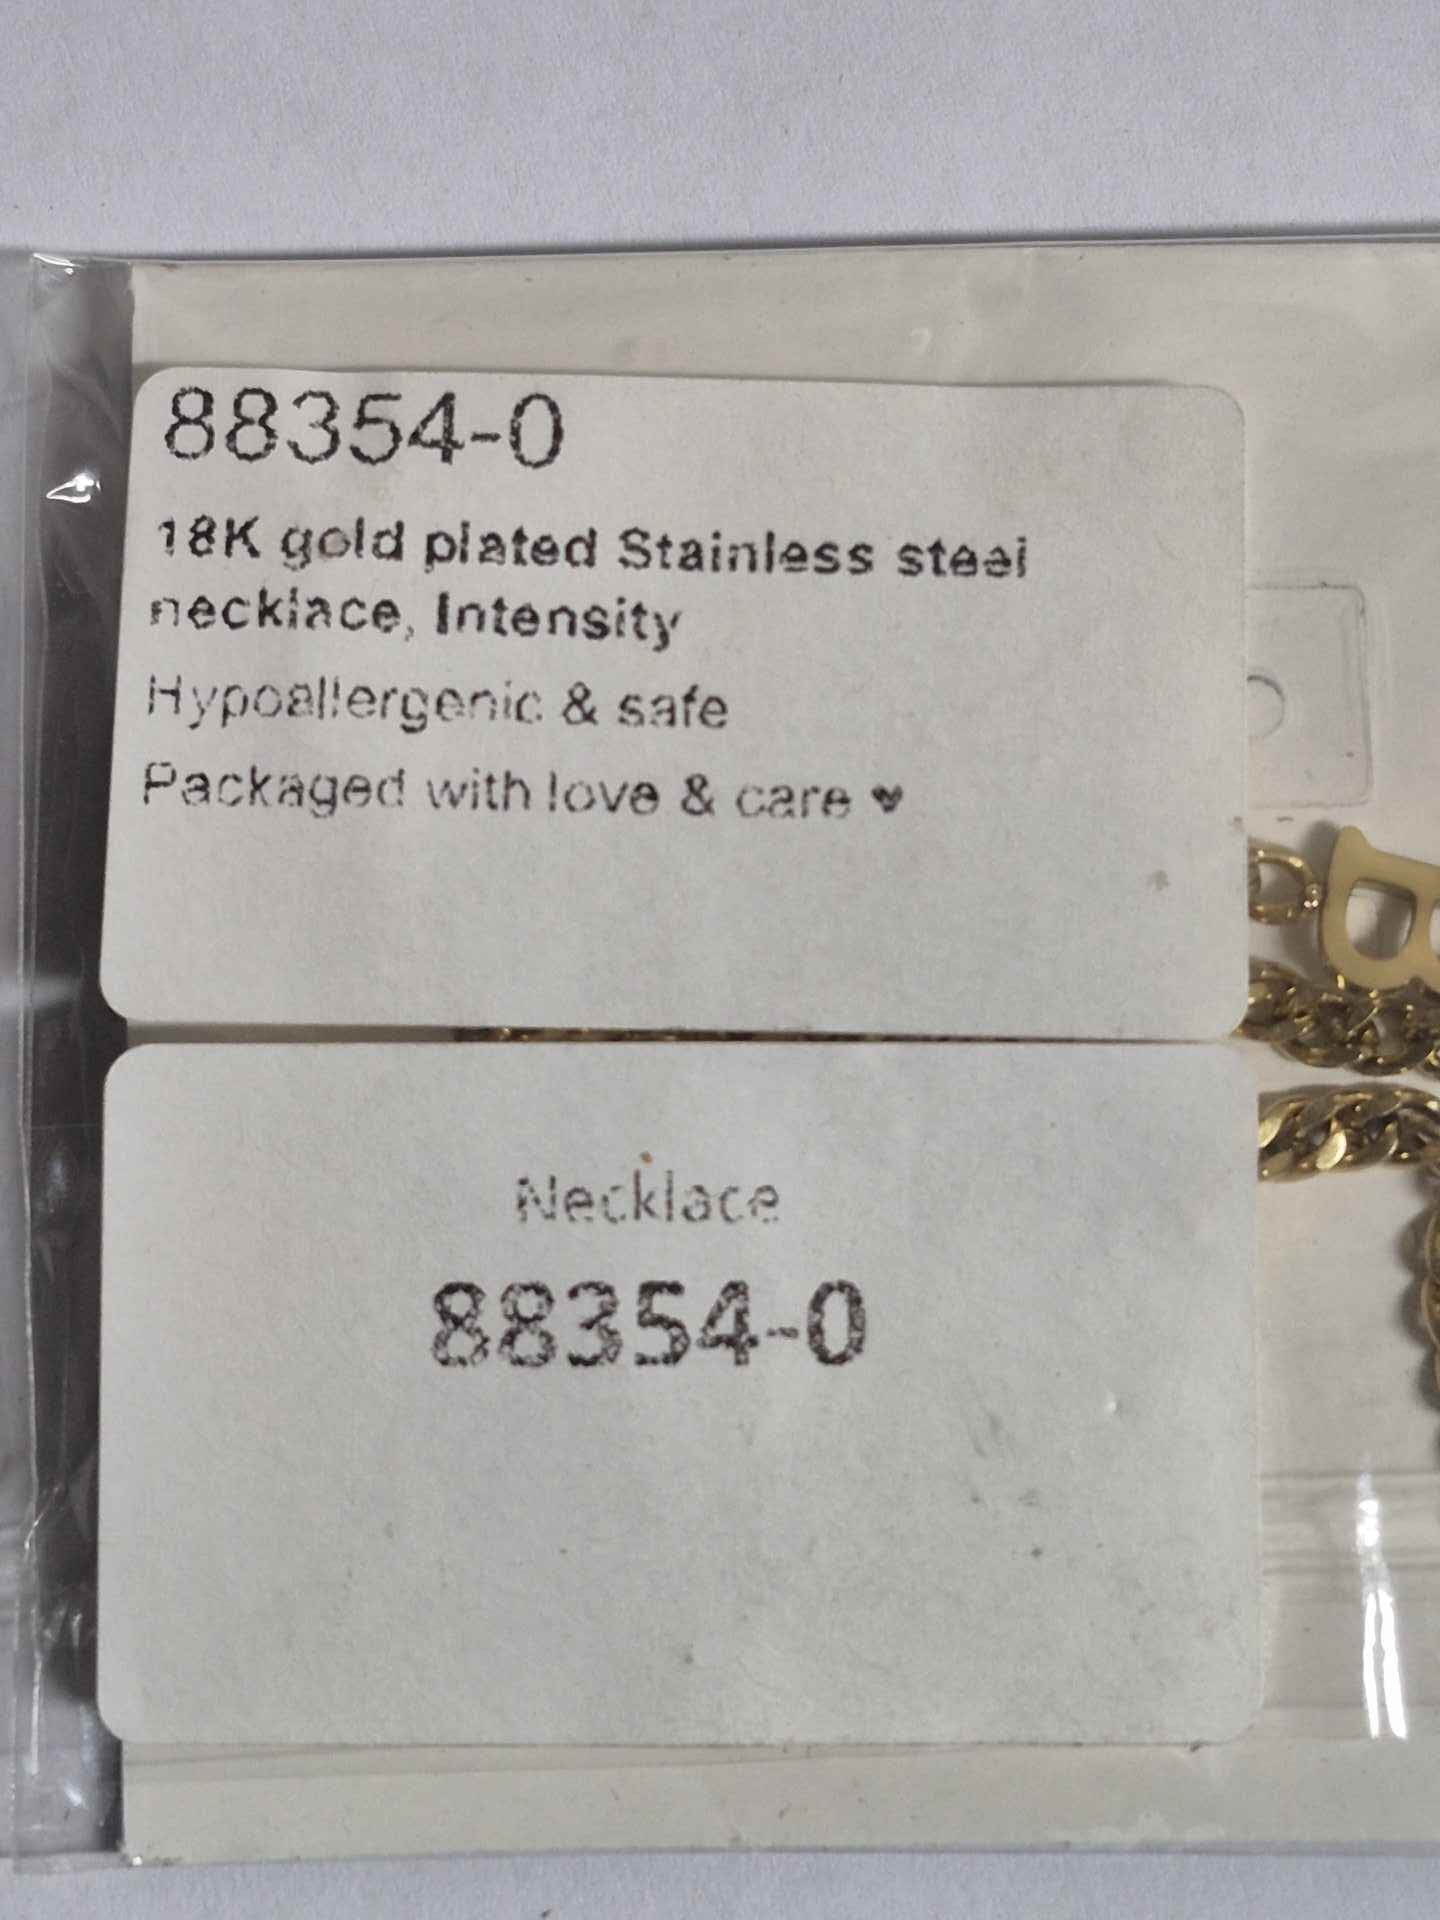 88354-0
18K gold plated Stainless steel
necklace, Intensity
Hypoallergenic & safe
Packaged with love & care ♥
B
Necklace
88354-0